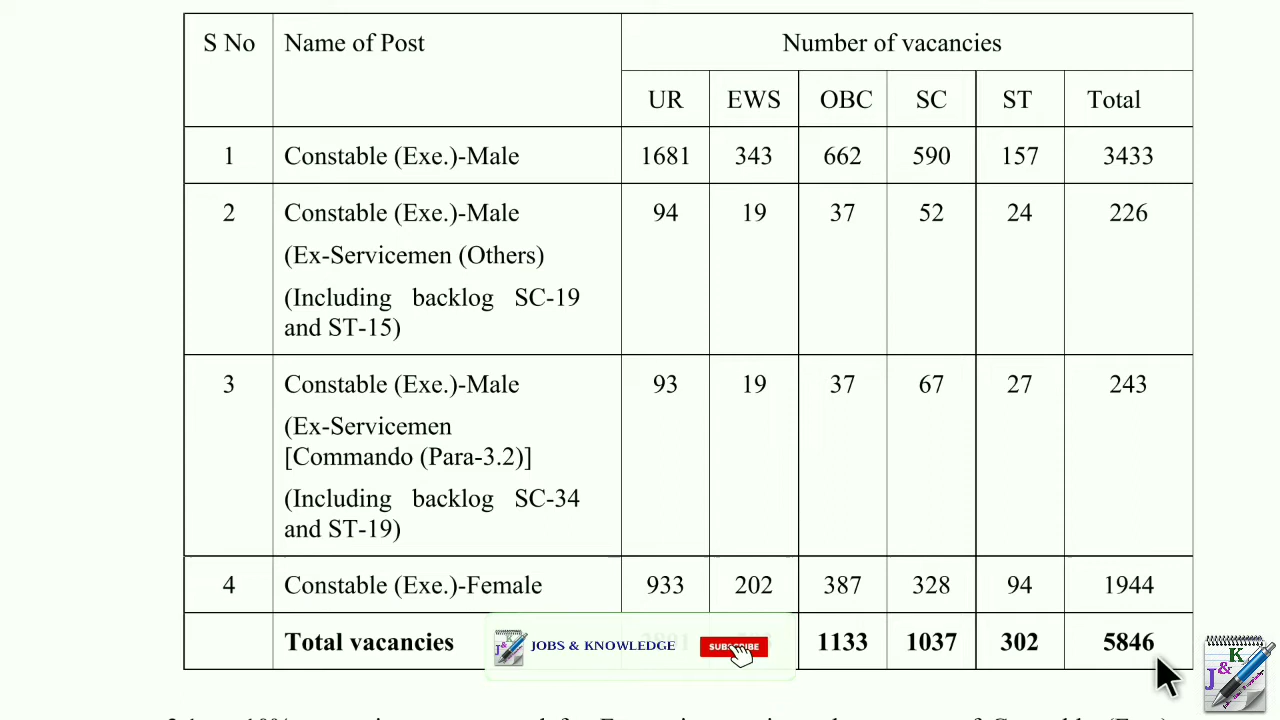 S No Name of Post Number of vacancies
UR EWS OBC SC ST Total
1 Constable (Exe.)-Male 1681 343 662 590 157 3433
2 Constable (Exe.)-Male 94 19 37 52 24 226
(Ex-Servicemen (Others)
(Including backlog SC-19
and ST-15)
3 Constable (Exe.)-Male 93 19 37 67 27 243
(Ex-Servicemen
[Commando (Para-3.2)]
(Including backlog SC-34
and ST-19)
4 Constable (Exe.)-Female 933 202 387 328 94 1944
Total vacancies 1133 1037 302 5846
J&K JOBS & KNOWLEDGE SUBSCRIBE
J&K